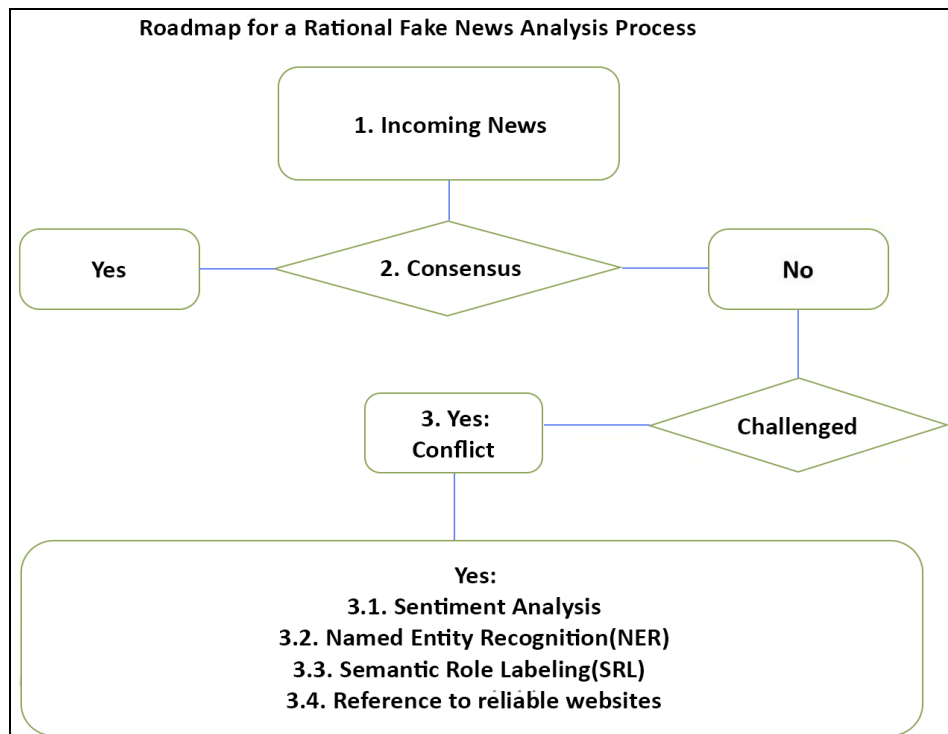 Roadmap for a Rational Fake News Analysis Process
1. Incoming News
Yes
2. Consensus
No
3. Yes:
Conflict
Challenged
Yes:
3.1. Sentiment Analysis
3.2. Named Entity Recognition(NER)
3.3. Semantic Role Labeling(SRL)
3.4. Reference to reliable websites